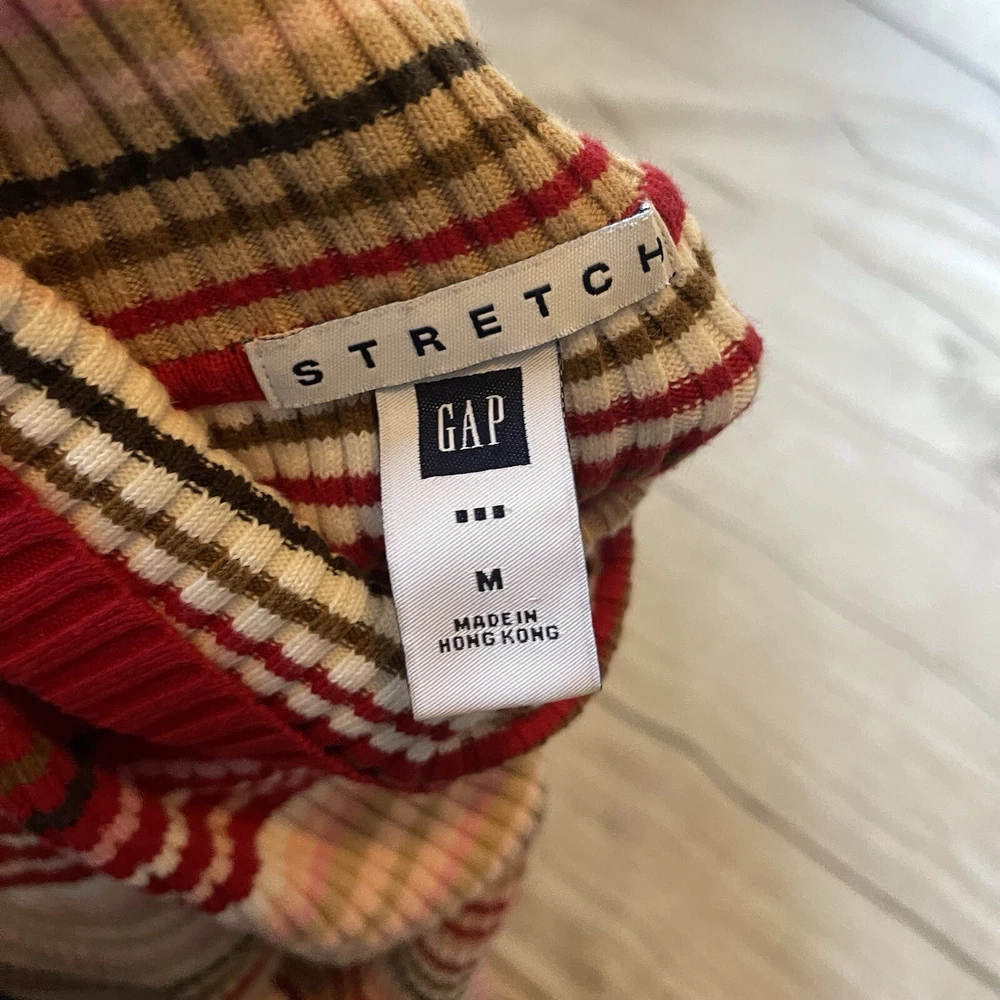 STRETCH
GAP
M
MADE IN
HONG KONG